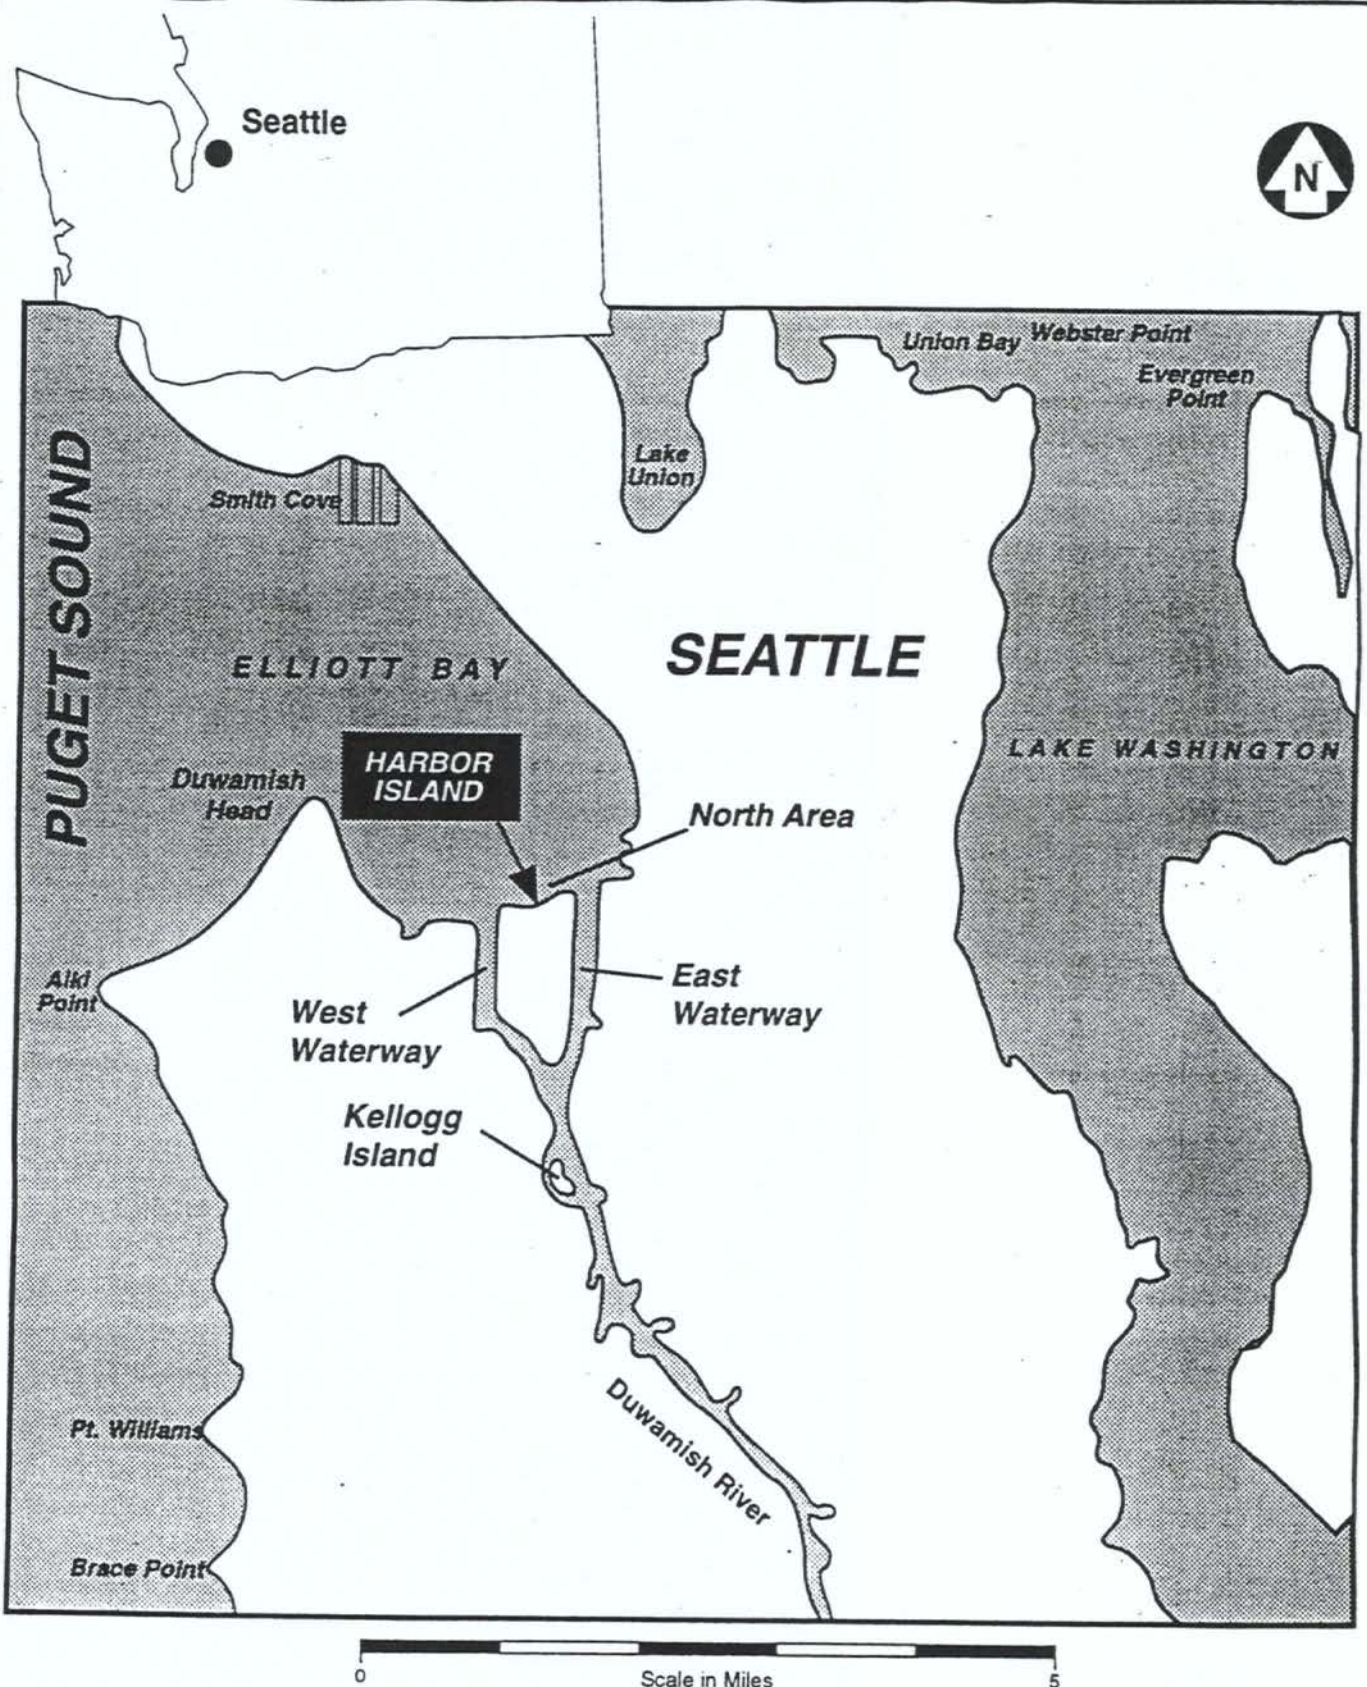 Seattle
N
Union Bay
Webster Point
Evergreen
Point
Lake
Union
Smith Cove
PUGET SOUND
ELLIOTT BAY
SEATTLE
LAKE WASHINGTON
HARBOR
ISLAND
Duwamish
Head
North Area
Alki
Point
East
Waterway
West
Waterway
Kellogg
Island
Duwamish River
Pt. Williams
Brace Point
0
Scale in Miles
5